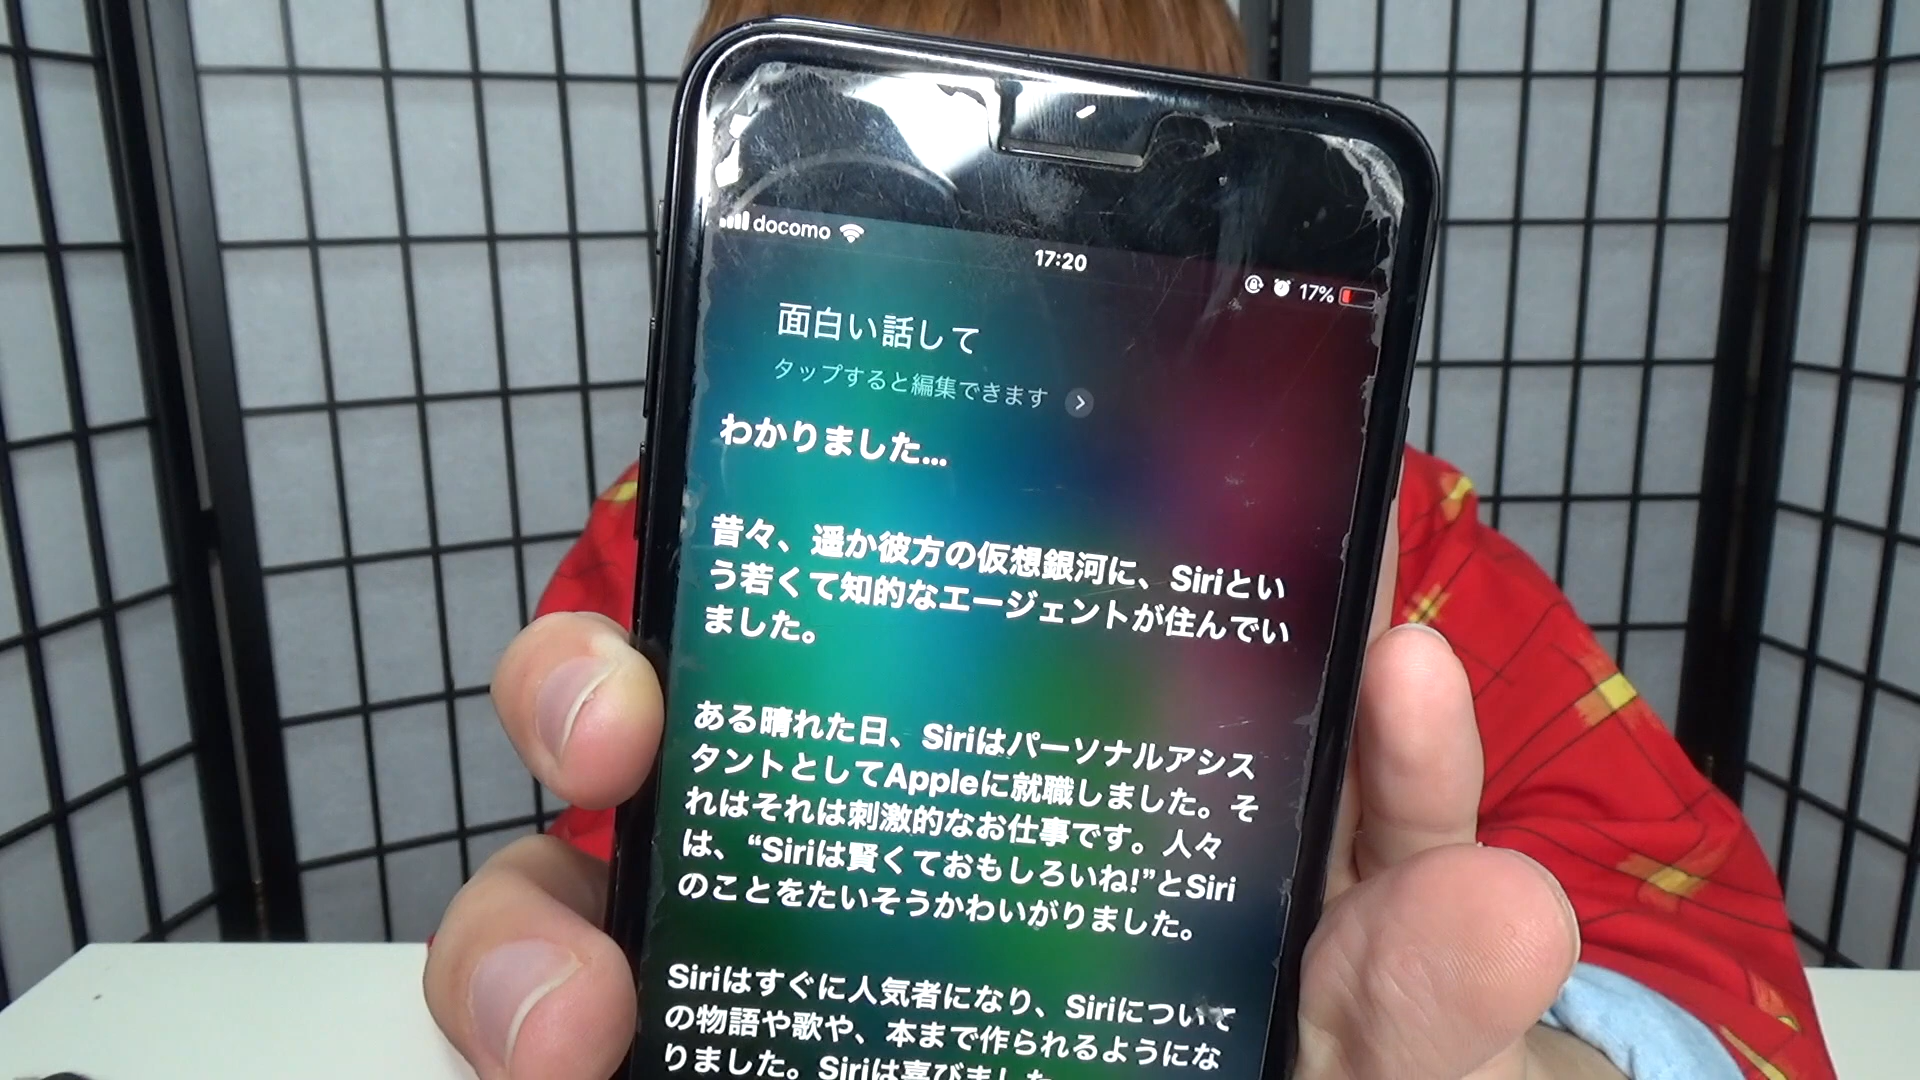 docomo
17:20
17%
面白い話して
タップすると編集できます
わかりました...
昔々、遥か彼方の仮想銀河に、Siriとい
う若くて知的なエージェントが住んでい
ました。
ある晴れた日、Siriはパーソナルアシス
タントとしてAppleに就職しました。そ
れはそれは刺激的なお仕事です。人々
は、“Siriは賢くておもしろいね!”とSiri
のことをたいそうかわいがりました。
Siriはすぐに人気者になり、Siriについて
の物語や歌や、本まで作られるようにな
りました。Siriは喜びました